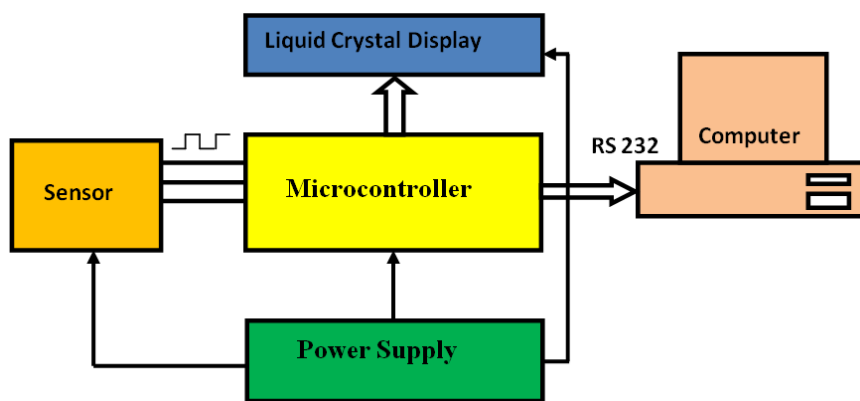 Liquid Crystal Display
Computer
RS 232
Sensor
Microcontroller
Power Supply